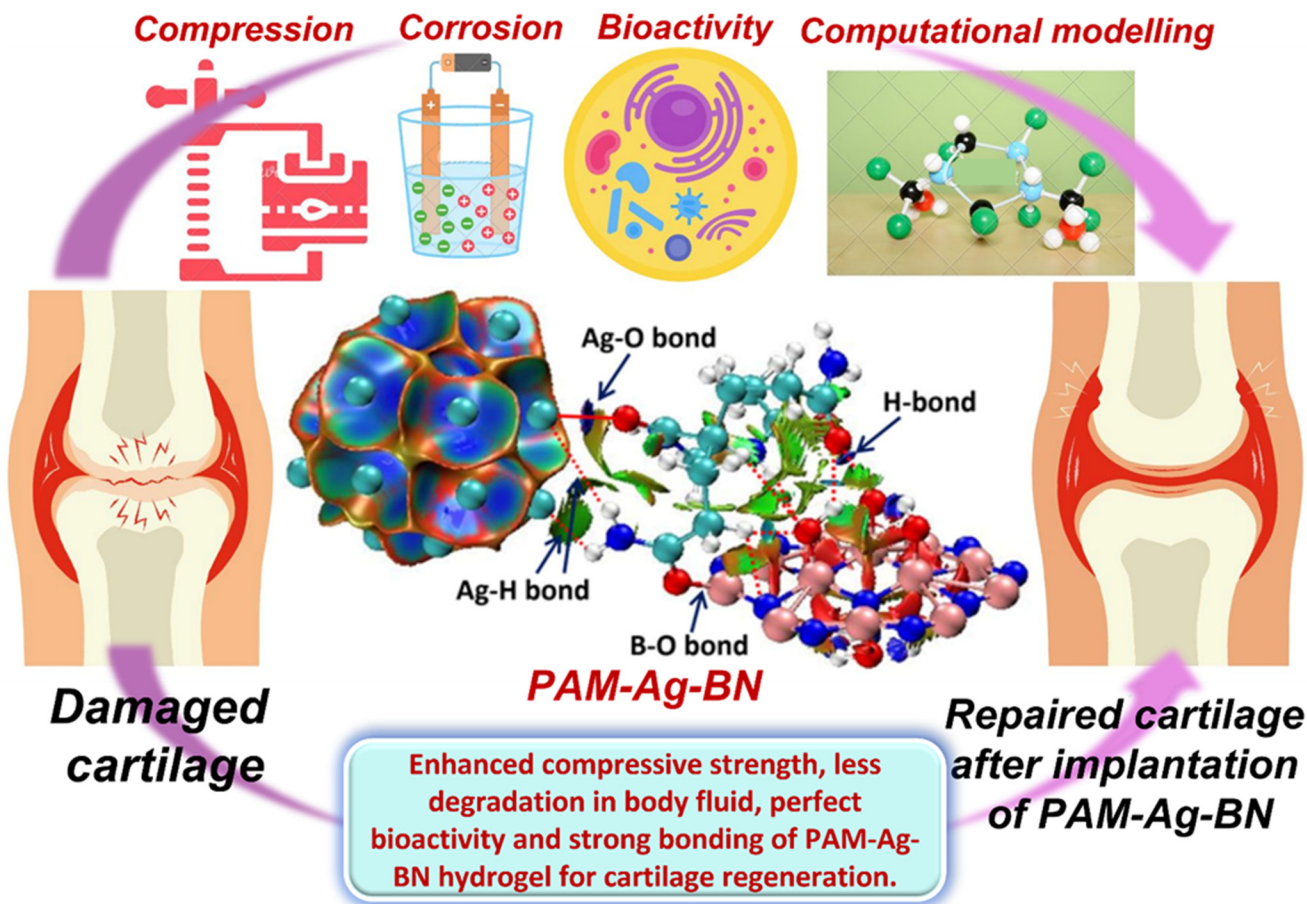 Compression
Corrosion
Bioactivity
Computational modelling
Ag-O bond
H-bond
Ag-H bond
B-O bond
PAM-Ag-BN
Damaged
cartilage
Repaired cartilage
after implantation
of PAM-Ag-BN
Enhanced compressive strength, less
degradation in body fluid, perfect
bioactivity and strong bonding of PAM-Ag-
BN hydrogel for cartilage regeneration.